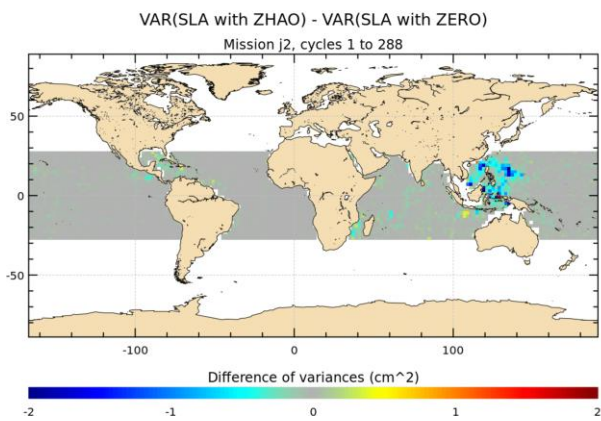 VAR(SLA with ZHAO) - VAR(SLA with ZERO)
Mission j2, cycles 1 to 288
50
0
-50
-100 0 100
Difference of variances (cm^2)
-2 -1 0 1 2